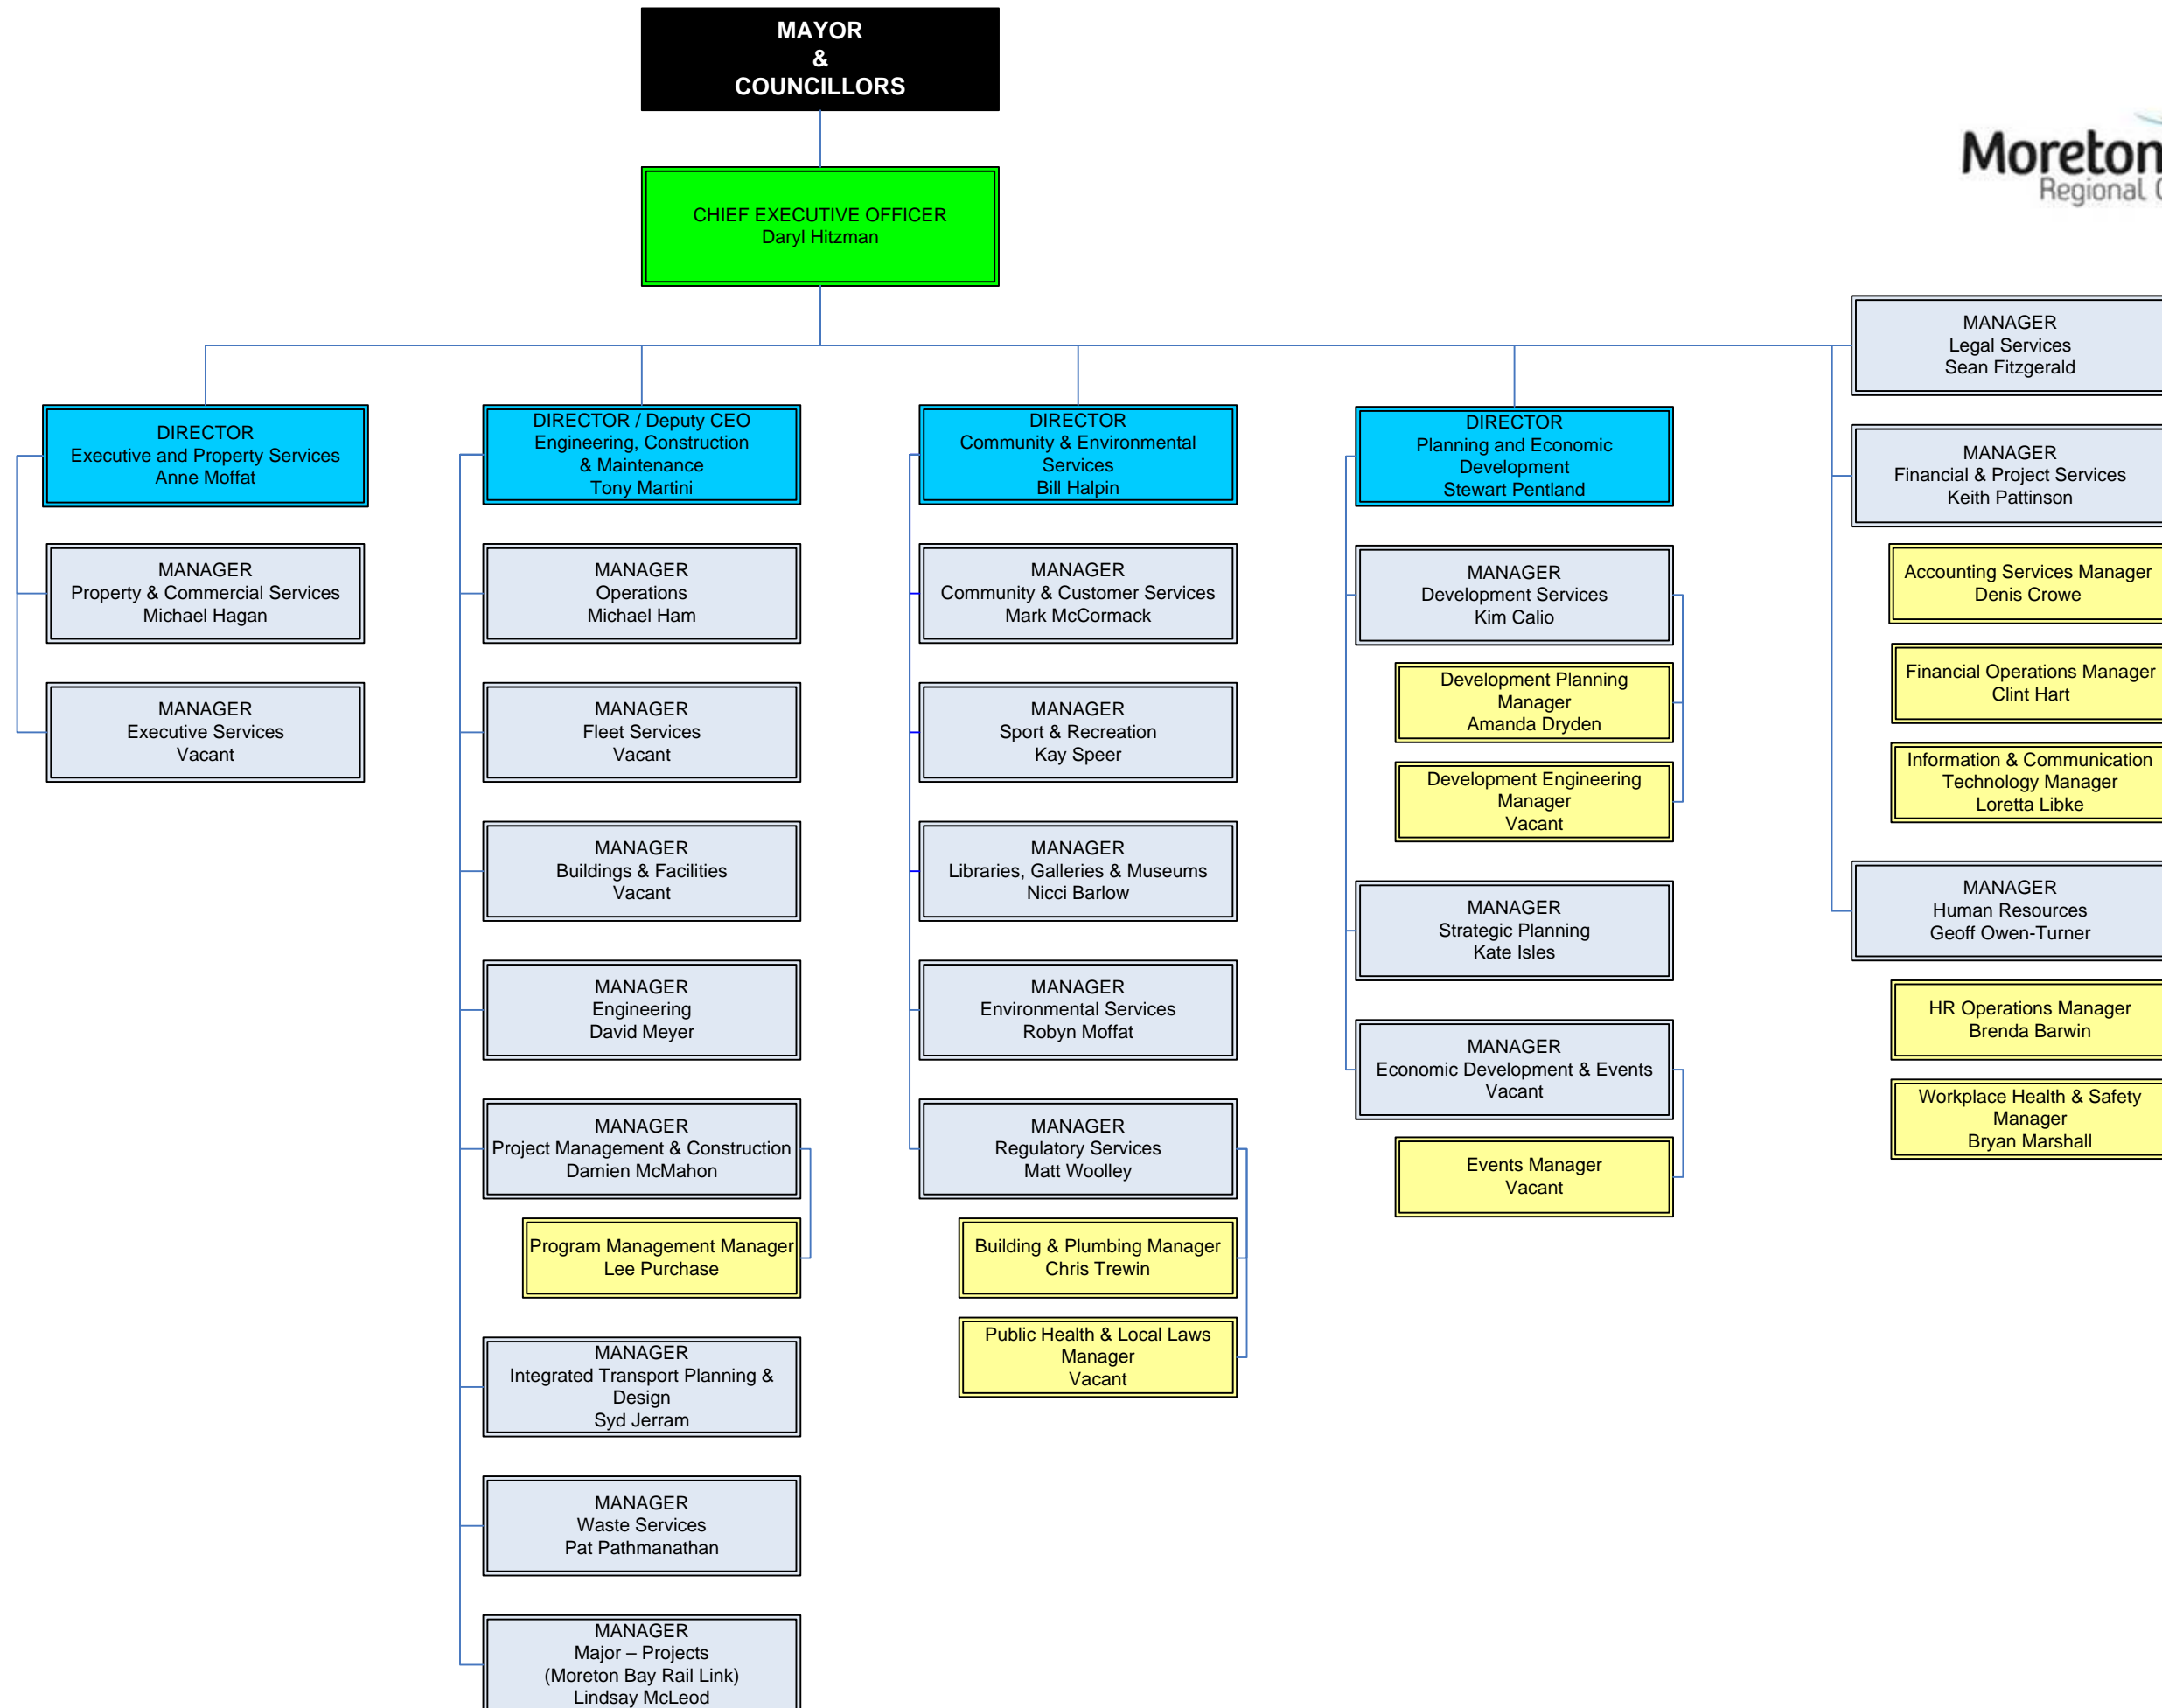 MAYOR
&
COUNCILLORS
Moreton
Regional
CHIEF EXECUTIVE OFFICER
Daryl Hitzman
MANAGER
Legal Services
Sean Fitzgerald
DIRECTOR
Executive and Property Services
Anne Moffat
MANAGER
Property & Commercial Services
Michael Hagan
MANAGER
Executive Services
Vacant
DIRECTOR / Deputy CEO
Engineering, Construction
& Maintenance
Tony Martini
MANAGER
Operations
Michael Ham
MANAGER
Fleet Services
Vacant
MANAGER
Buildings & Facilities
Vacant
MANAGER
Engineering
David Meyer
MANAGER
Project Management & Construction
Damien McMahon
Program Management Manager
Lee Purchase
MANAGER
Integrated Transport Planning &
Design
Syd Jerram
MANAGER
Waste Services
Pat Pathmanathan
MANAGER
Major – Projects
(Moreton Bay Rail Link)
Lindsay McLeod
DIRECTOR
Community & Environmental
Services
Bill Halpin
MANAGER
Community & Customer Services
Mark McCormack
MANAGER
Sport & Recreation
Kay Speer
MANAGER
Libraries, Galleries & Museums
Nicci Barlow
MANAGER
Environmental Services
Robyn Moffat
MANAGER
Regulatory Services
Matt Woolley
Building & Plumbing Manager
Chris Trewin
Public Health & Local Laws
Manager
Vacant
DIRECTOR
Planning and Economic
Development
Stewart Pentland
MANAGER
Development Services
Kim Calio
Development Planning
Manager
Amanda Dryden
Development Engineering
Manager
Vacant
MANAGER
Strategic Planning
Kate Isles
MANAGER
Economic Development & Events
Vacant
Events Manager
Vacant
MANAGER
Financial & Project Services
Keith Pattinson
Accounting Services Manager
Denis Crowe
Financial Operations Manager
Clint Hart
Information & Communication
Technology Manager
Loretta Libke
MANAGER
Human Resources
Geoff Owen-Turner
HR Operations Manager
Brenda Barwin
Workplace Health & Safety
Manager
Bryan Marshall